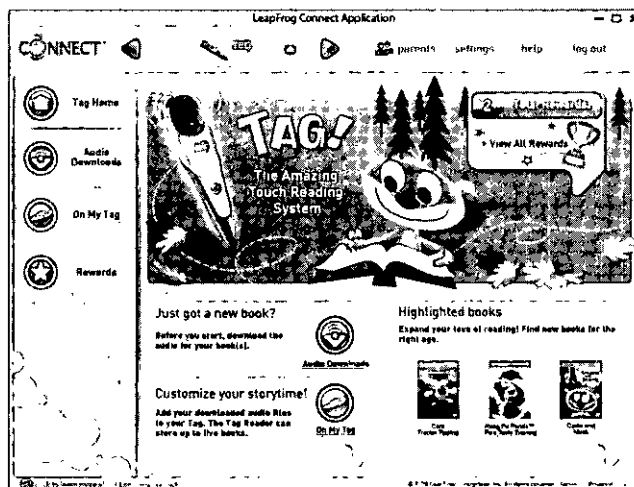 LeapFrog Connect Application
CONNECT
parents settings help log out
Tag Home
Audio
Downloads
On My Tag
Rewards
TAG!
The Amazing
Touch Reading
System
2
View All Rewards
Just got a new book?
Before you start, download the
audio for your book(s).
Audio Downloads
Customize your storytime!
Add your downloaded audio files
to your Tag. The Tag Reader can
store up to five books.
On My Tag
Highlighted books
Expand your love of reading! Find new books for the
right age.
Cars
Tractor Tipping